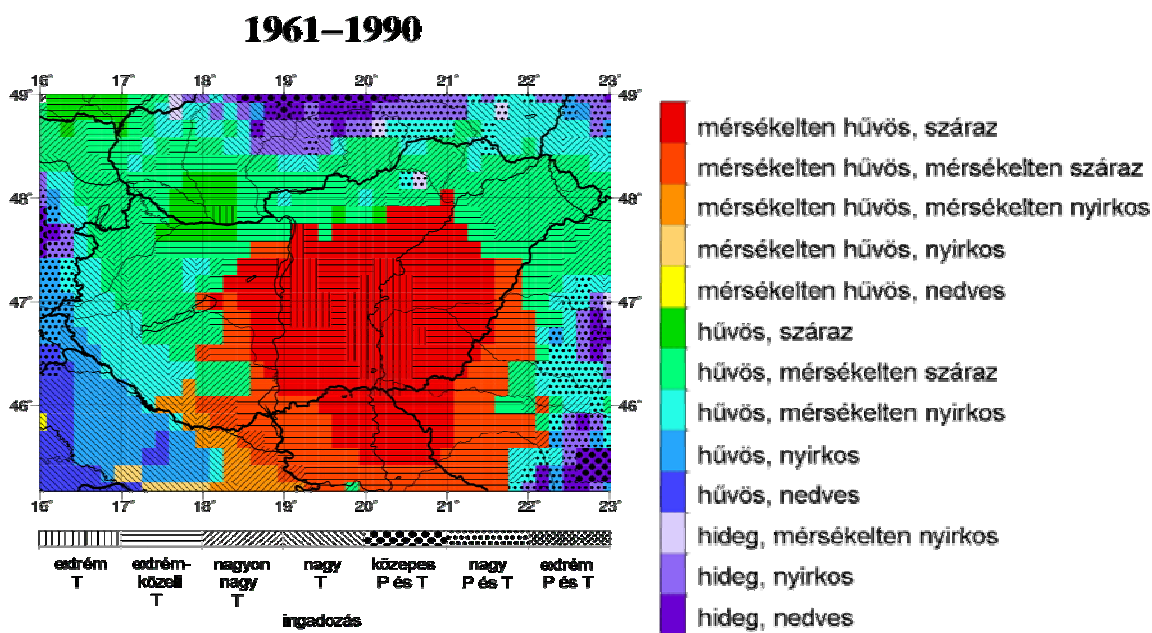 1961–1990
16° 17° 18° 19° 20° 21° 22° 23°
49° 49°
48° 48°
47° 47°
46° 46°
16° 17° 18° 19° 20° 21° 22° 23°
extrém T
extrém-közeli T
nagyon nagy T
nagy T
közepes P és T
nagy P és T
extrém P és T
ingadozás
mérsékelten hűvös, száraz
mérsékelten hűvös, mérsékelten száraz
mérsékelten hűvös, mérsékelten nyirkos
mérsékelten hűvös, nyirkos
mérsékelten hűvös, nedves
hűvös, száraz
hűvös, mérsékelten száraz
hűvös, mérsékelten nyirkos
hűvös, nyirkos
hűvös, nedves
hideg, mérsékelten nyirkos
hideg, nyirkos
hideg, nedves